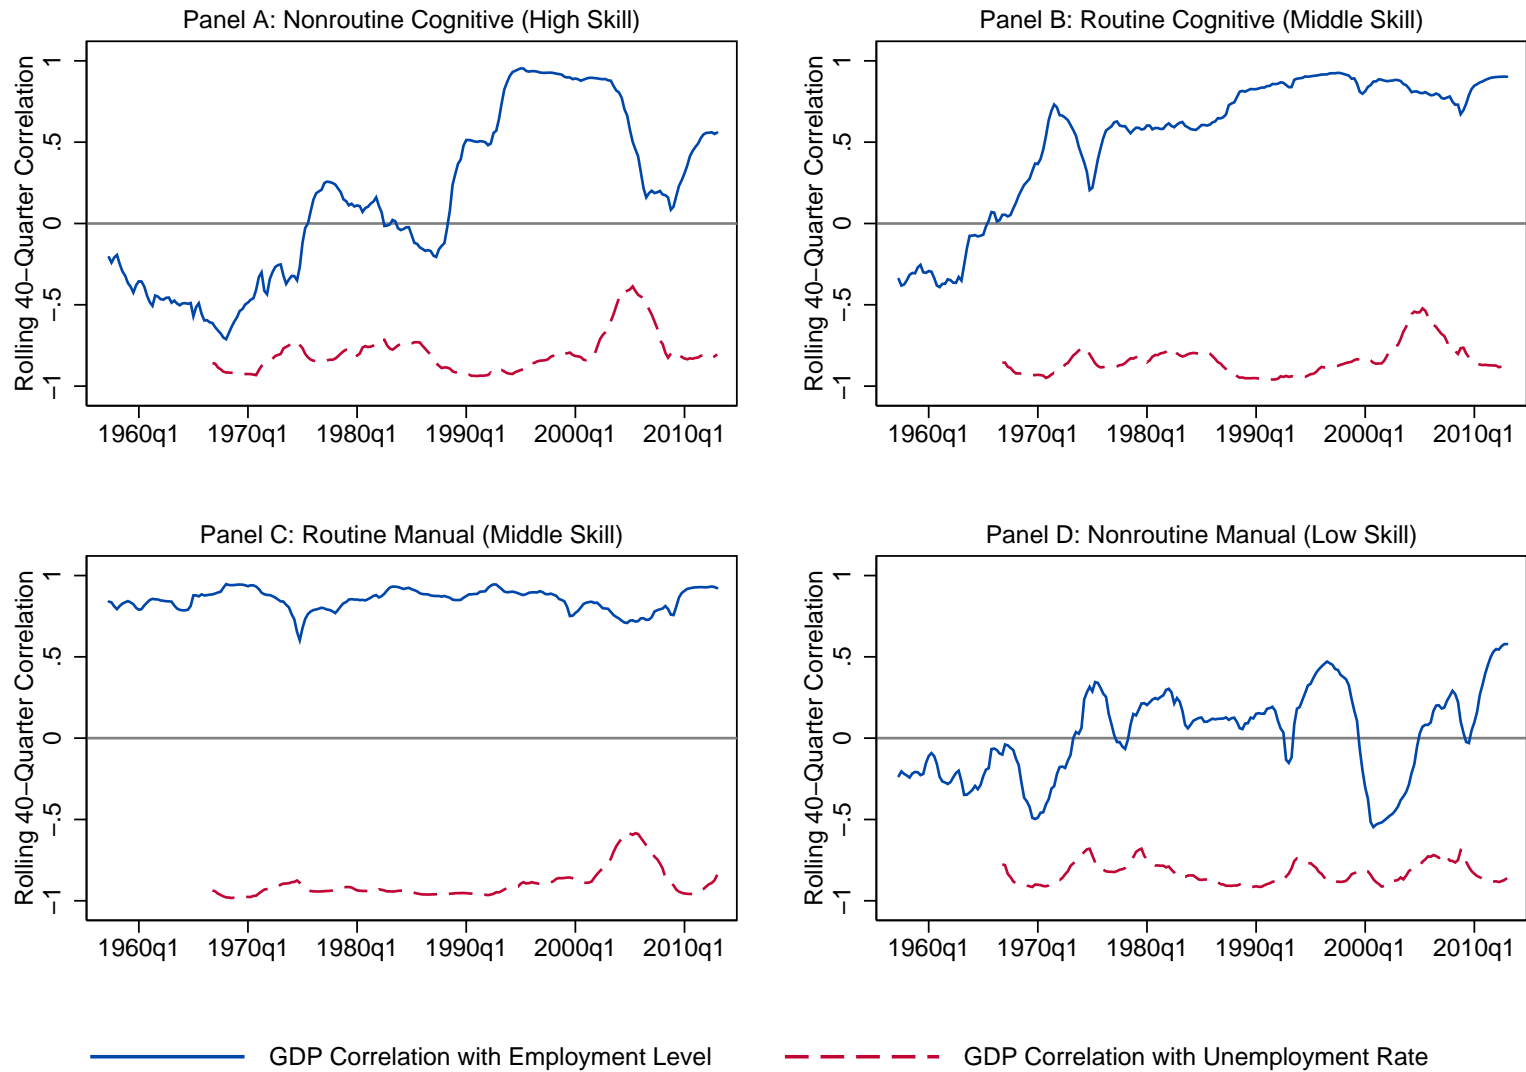 Panel A: Nonroutine Cognitive (High Skill)
Rolling 40−Quarter Correlation
1
.5
0
−.5
−1
1960q1 1970q1 1980q1 1990q1 2000q1 2010q1
Panel B: Routine Cognitive (Middle Skill)
Rolling 40−Quarter Correlation
1
.5
0
−.5
−1
1960q1 1970q1 1980q1 1990q1 2000q1 2010q1
Panel C: Routine Manual (Middle Skill)
Rolling 40−Quarter Correlation
1
.5
0
−.5
−1
1960q1 1970q1 1980q1 1990q1 2000q1 2010q1
Panel D: Nonroutine Manual (Low Skill)
Rolling 40−Quarter Correlation
1
.5
0
−.5
−1
1960q1 1970q1 1980q1 1990q1 2000q1 2010q1
GDP Correlation with Employment Level
GDP Correlation with Unemployment Rate